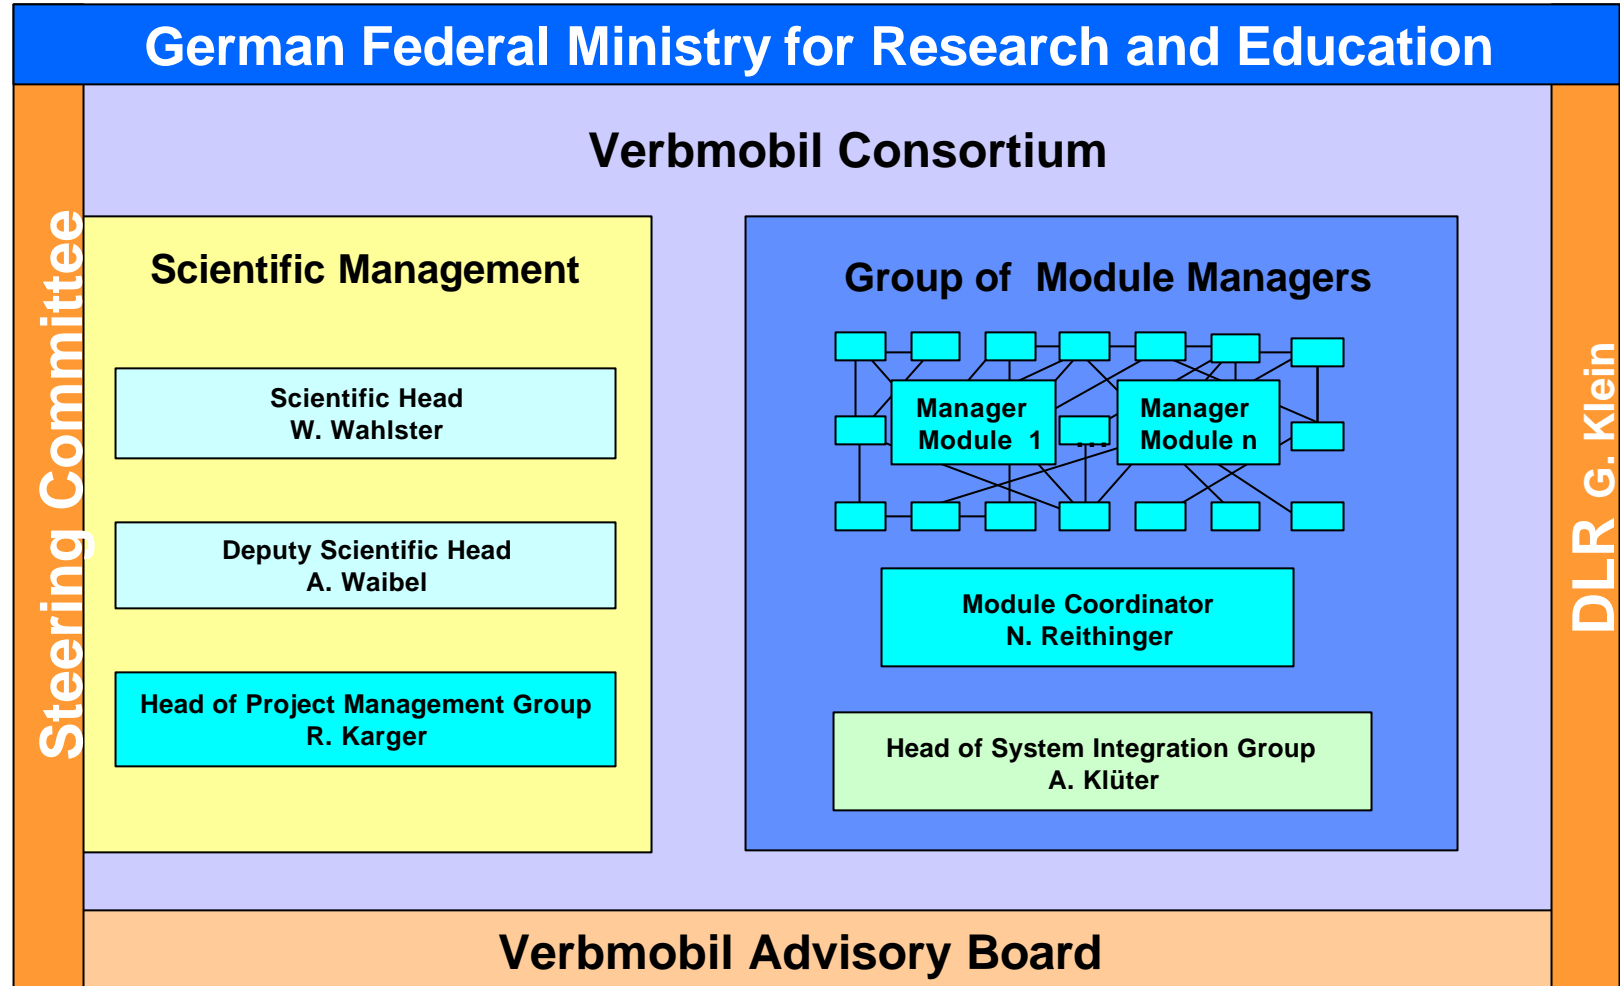 German Federal Ministry for Research and Education
Verbmobil Consortium
Steering Committee
Scientific Management
Scientific Head
W. Wahlster
Deputy Scientific Head
A. Waibel
Head of Project Management Group
R. Karger
Group of Module Managers
Manager
Module 1
...
Manager
Module n
Module Coordinator
N. Reithinger
Head of System Integration Group
A. Klüter
DLR G. Klein
Verbmobil Advisory Board